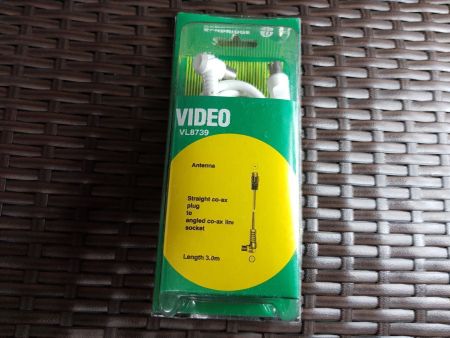 VIDEO
VL8739
Antenna
Straight co-ax
plug
to
angled co-ax line
socket
Length 3.0m